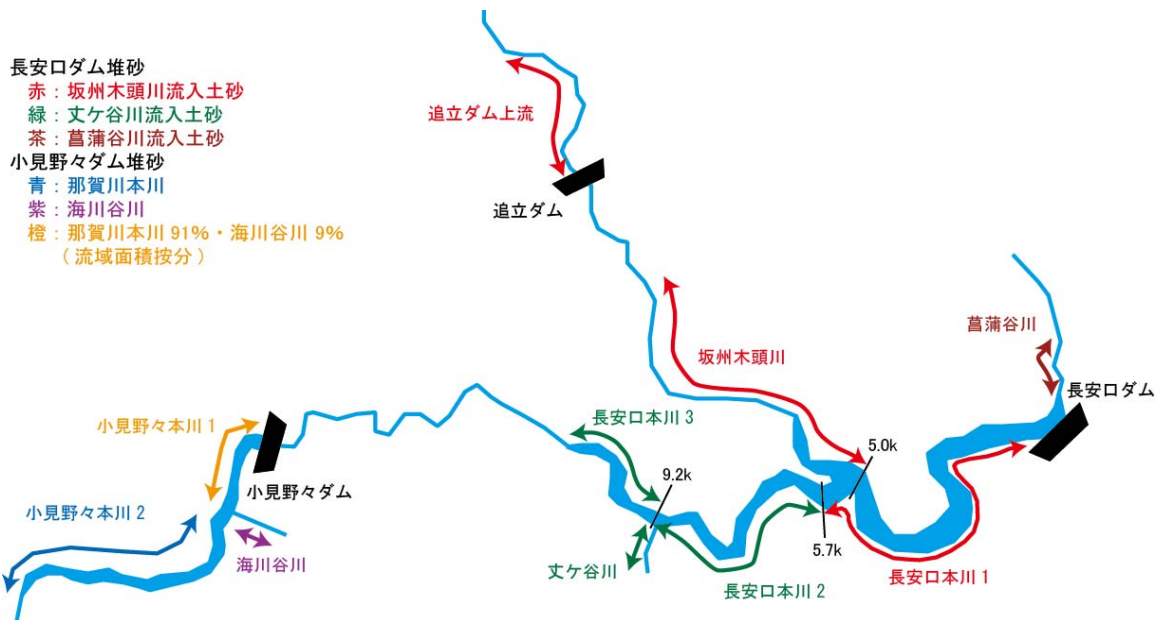 長安口ダム堆砂
赤：坂州木頭川流入土砂
緑：丈ケ谷川流入土砂
茶：菖蒲谷川流入土砂
小見野々ダム堆砂
青：那賀川本川
紫：海川谷川
橙：那賀川本川 91%・海川谷川 9%
（流域面積按分）
追立ダム上流
追立ダム
菖蒲谷川
坂州木頭川
長安口ダム
小見野々本川 1
長安口本川 3
5.0k
9.2k
小見野々ダム
小見野々本川 2
5.7k
海川谷川
丈ケ谷川
長安口本川 2
長安口本川 1